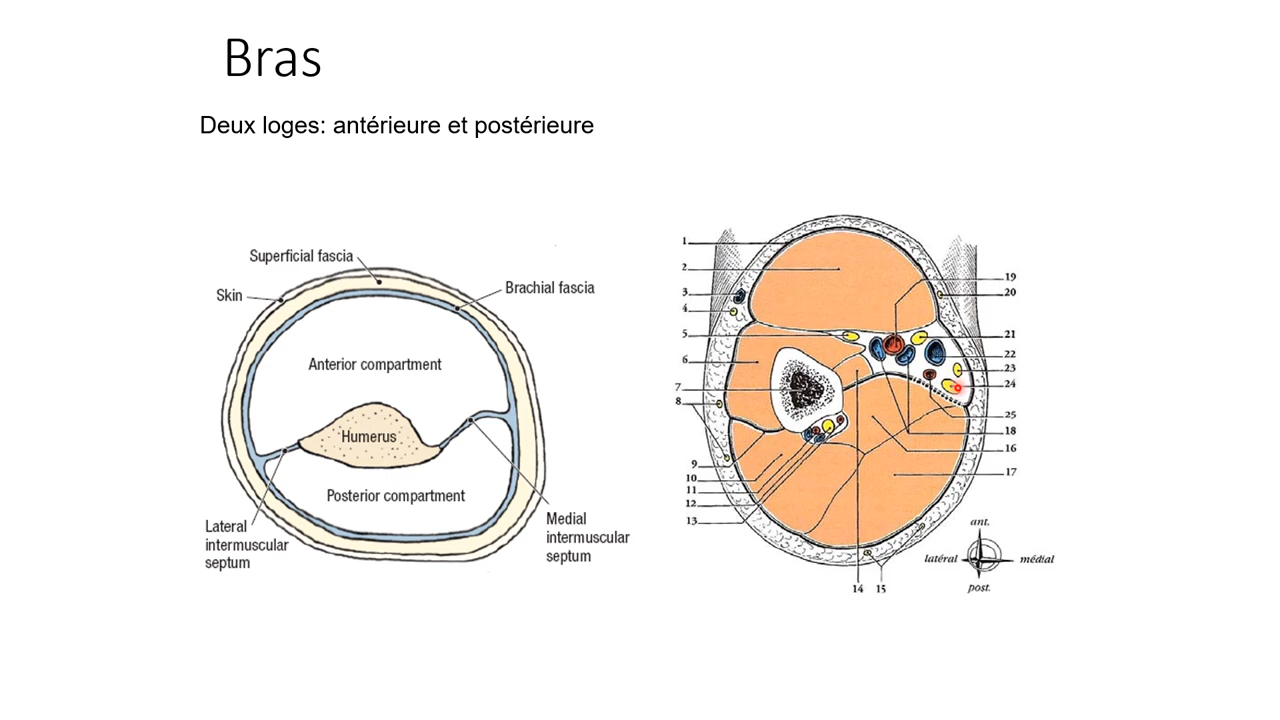 Bras
Deux loges: antérieure et postérieure
Superficial fascia
Skin
Brachial fascia
Anterior compartment
Humerus
Posterior compartment
Lateral
intermuscular
septum
Medial
intermuscular
septum
1
2
3
4
5
6
7
8
9
10
11
12
13
14 15
19
20
21
22
23
24
25
18
16
17
ant.
latéral
médial
post.